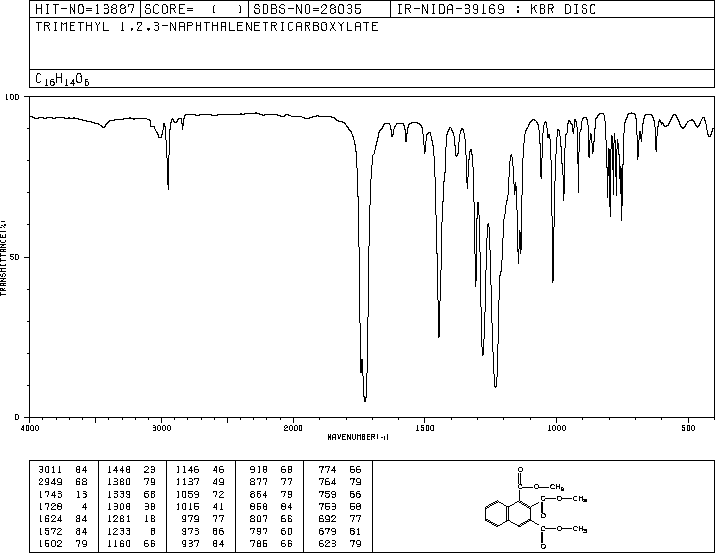 HIT-NO=13887 SCORE= ( ) SDBS-NO=28035 IR-NIDA-39169 : KBR DISC
TRIMETHYL 1,2,3-NAPHTHALENETRICARBOXYLATE
C16H14O6
100
50
0
TRANSMITTANCE(%)
4000 3000 2000 1500 1000 500
WAVENUMBER(-1)
3011 84 1448 23 1146 46 918 68 774 66
2949 68 1380 79 1137 49 877 77 764 79
1743 13 1339 68 1059 72 864 79 759 66
1728 4 1308 38 1015 41 860 84 753 58
1624 84 1281 18 979 77 807 66 692 77
1572 84 1233 8 973 66 797 60 679 81
1502 79 1160 66 937 84 786 66 623 79
O
C O CH3
C O CH3
O
C O CH3
O